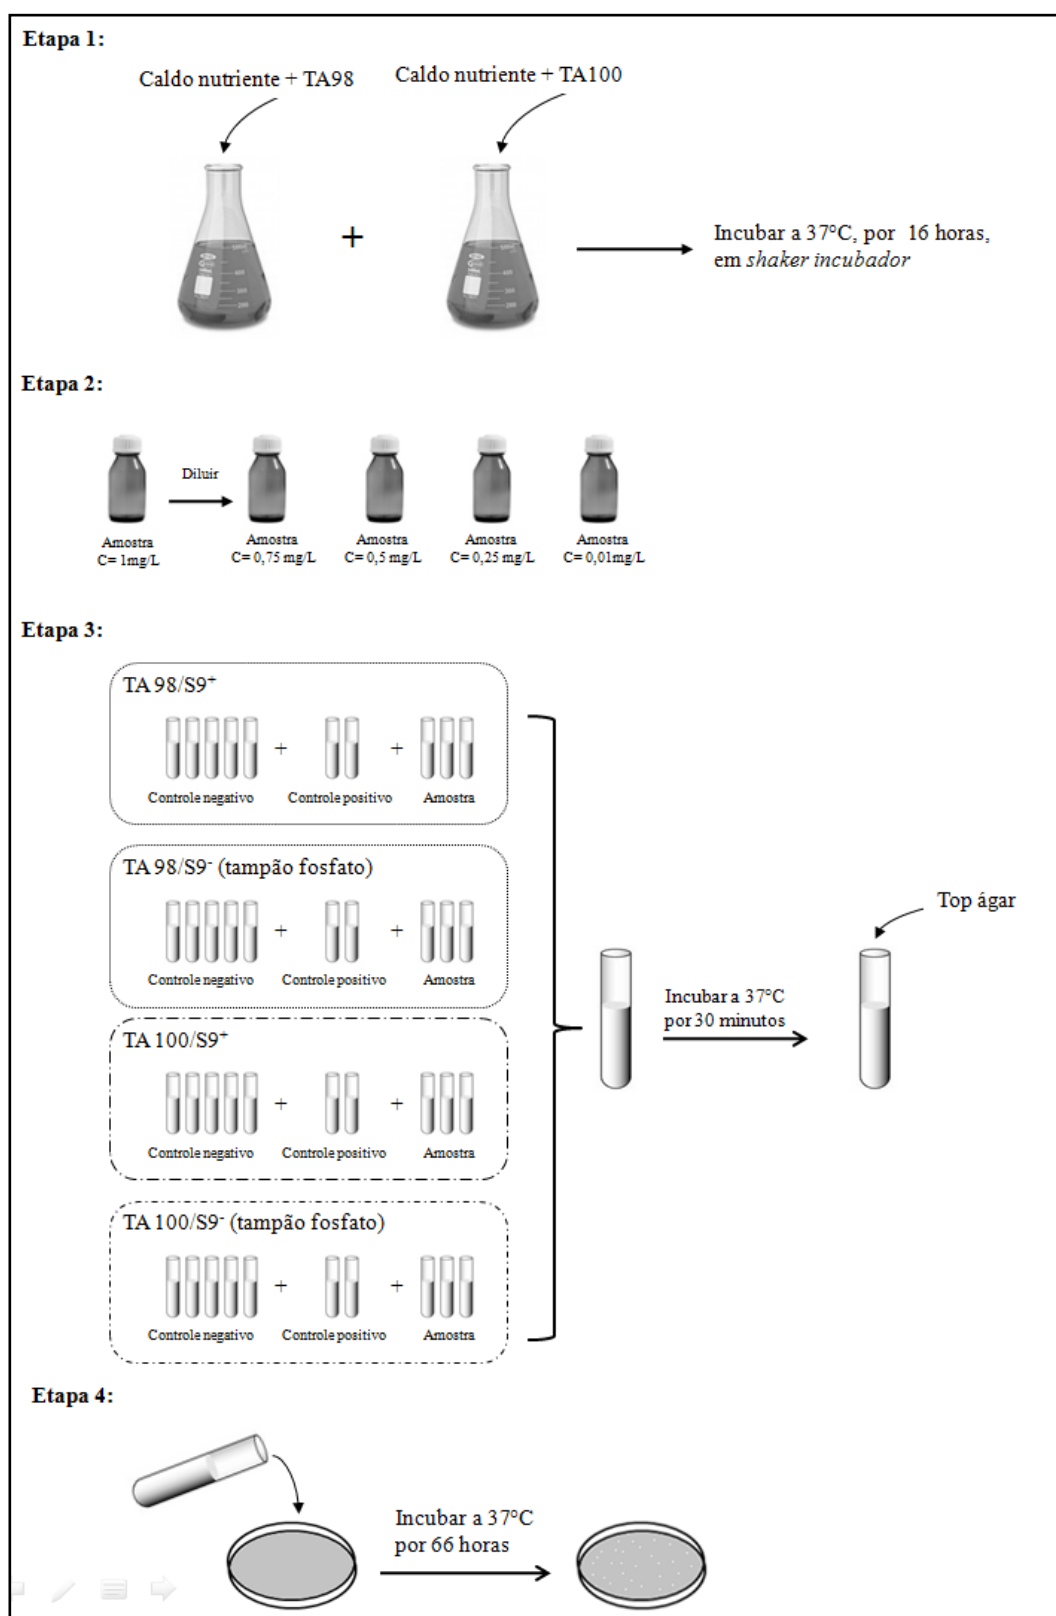 Etapa 1:
Caldo nutriente + TA98
Caldo nutriente + TA100
+
Incubar a 37°C, por 16 horas,
em shaker incubador
Etapa 2:
Diluir
Amostra
C= 1mg/L
Amostra
C= 0,75 mg/L
Amostra
C= 0,5 mg/L
Amostra
C= 0,25 mg/L
Amostra
C= 0,01mg/L
Etapa 3:
TA 98/S9⁺
+ +
Controle negativo Controle positivo Amostra
TA 98/S9⁻ (tampão fosfato)
+ +
Controle negativo Controle positivo Amostra
TA 100/S9⁺
+ +
Controle negativo Controle positivo Amostra
TA 100/S9⁻ (tampão fosfato)
+ +
Controle negativo Controle positivo Amostra
Incubar a 37°C
por 30 minutos
Top ágar
Etapa 4:
Incubar a 37°C
por 66 horas